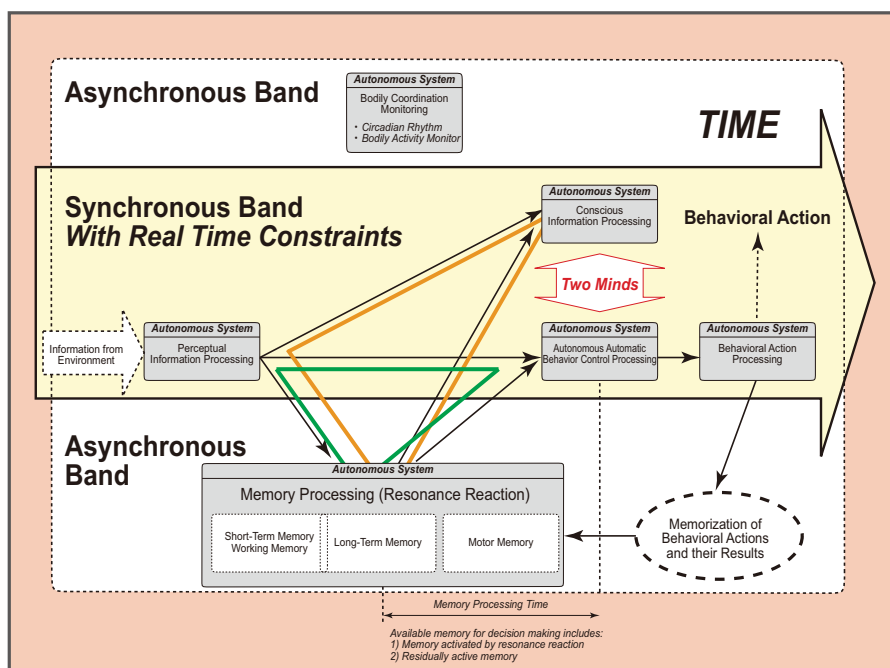 Asynchronous Band
Autonomous System
Bodily Coordination
Monitoring
• Circadian Rhythm
• Bodily Activity Monitor
TIME
Synchronous Band
With Real Time Constraints
Autonomous System
Conscious
Information Processing
Behavioral Action
Two Minds
Information from
Environment
Autonomous System
Perceptual
Information Processing
Autonomous System
Autonomous Automatic
Behavior Control Processing
Autonomous System
Behavioral Action
Processing
Asynchronous
Band
Autonomous System
Memory Processing (Resonance Reaction)
Short-Term Memory
Working Memory
Long-Term Memory
Motor Memory
Memorization of
Behavioral Actions
and their Results
Memory Processing Time
Available memory for decision making includes:
1) Memory activated by resonance reaction
2) Residually active memory